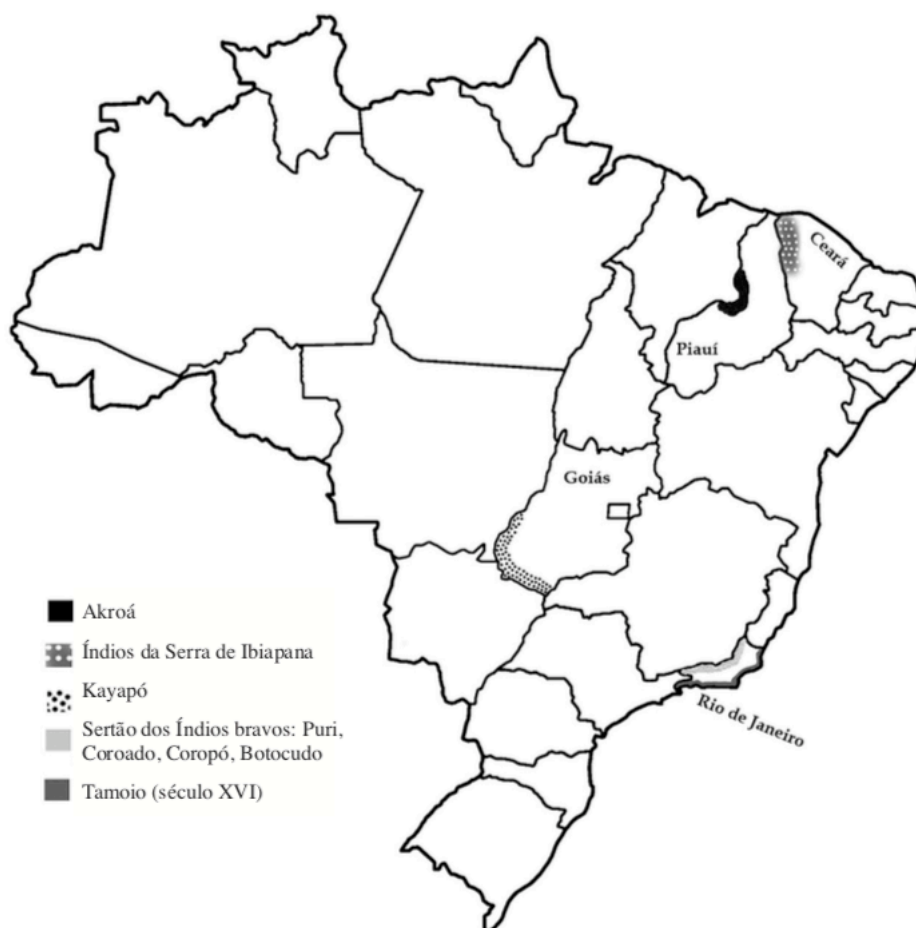 Ceará
Piauí
Goiás
Rio de Janeiro
Akroá
Índios da Serra de Ibiapana
Kayapó
Sertão dos Índios bravos: Puri,
Coroado, Coropó, Botocudo
Tamoio (século XVI)